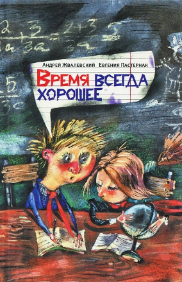 Андрей Жвалевский Евгения Пастернак
Время всегда
хорошее